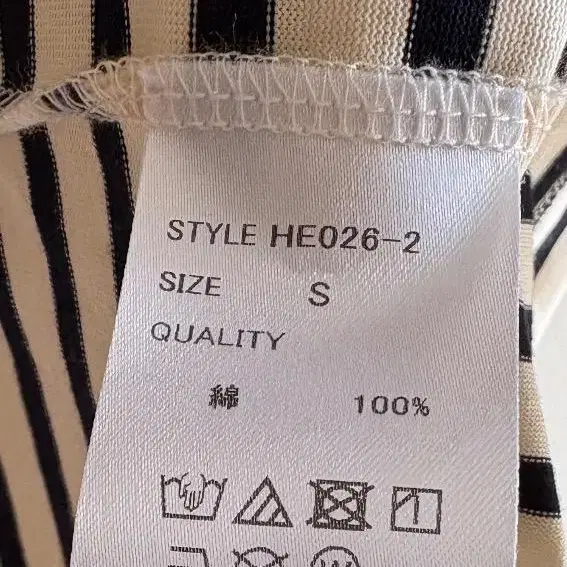 STYLE HE026-2
SIZE S
QUALITY
綿 100%